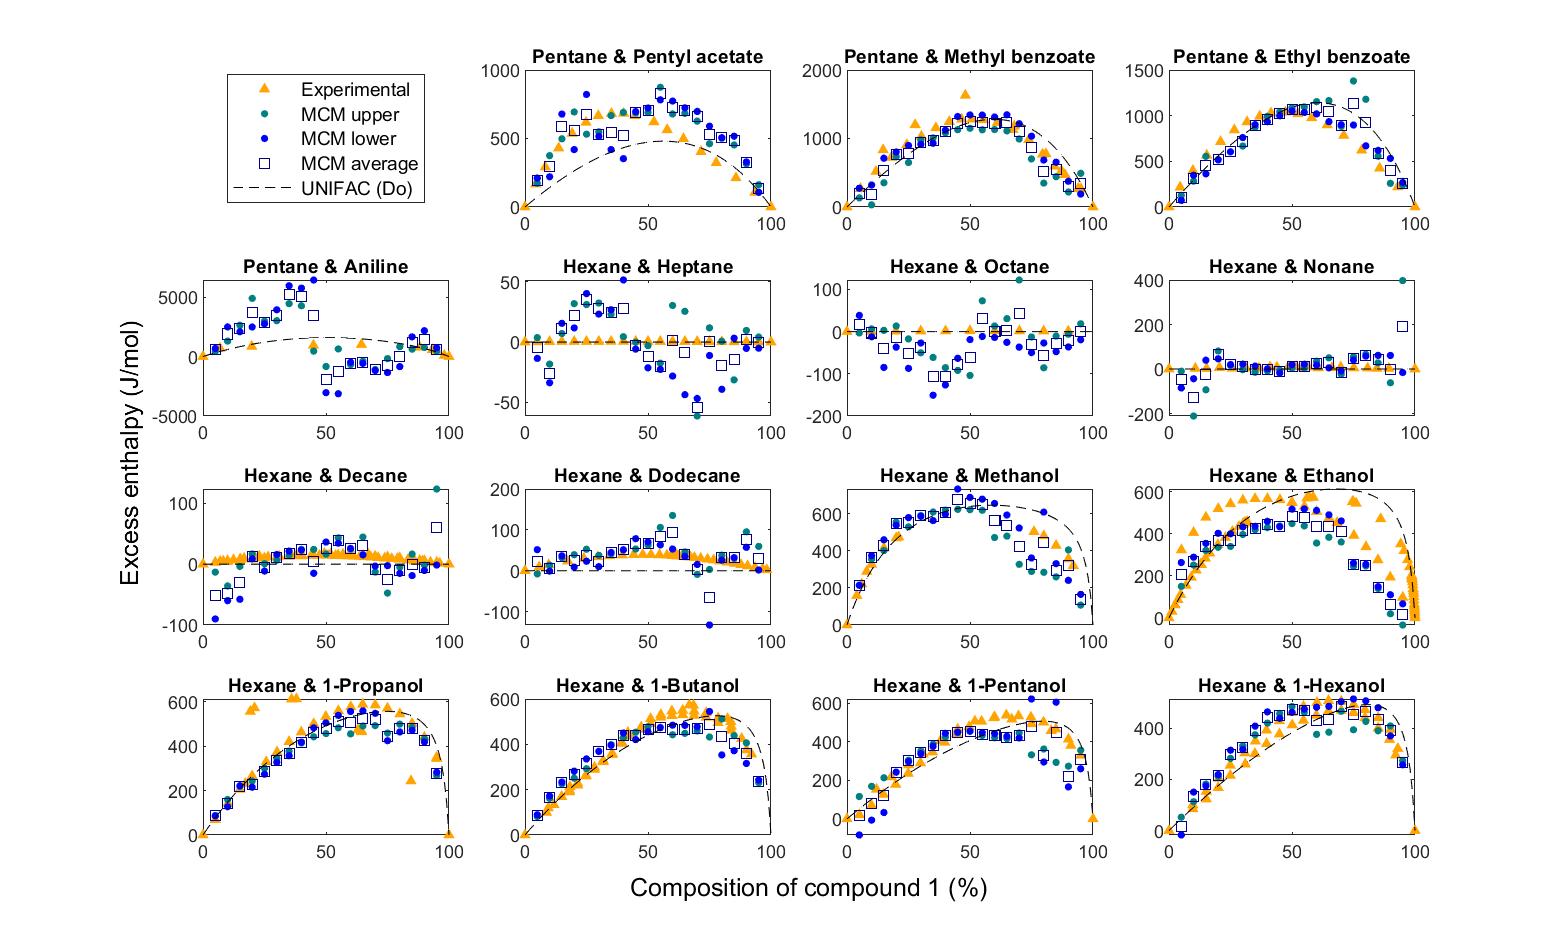 Experimental
MCM upper
MCM lower
MCM average
UNIFAC (Do)
Pentane & Pentyl acetate
1000
500
0
0 50 100
Pentane & Methyl benzoate
2000
1000
0
0 50 100
Pentane & Ethyl benzoate
1500
1000
500
0
0 50 100
Pentane & Aniline
5000
0
-5000
0 50 100
Hexane & Heptane
50
0
-50
0 50 100
Hexane & Octane
100
0
-100
-200
0 50 100
Hexane & Nonane
400
200
0
-200
0 50 100
Hexane & Decane
100
0
-100
0 50 100
Hexane & Dodecane
200
100
0
-100
0 50 100
Hexane & Methanol
600
400
200
0
0 50 100
Hexane & Ethanol
600
400
200
0
0 50 100
Hexane & 1-Propanol
600
400
200
0
0 50 100
Hexane & 1-Butanol
600
400
200
0
0 50 100
Hexane & 1-Pentanol
600
400
200
0
0 50 100
Hexane & 1-Hexanol
400
200
0
0 50 100
Excess enthalpy (J/mol)
Composition of compound 1 (%)